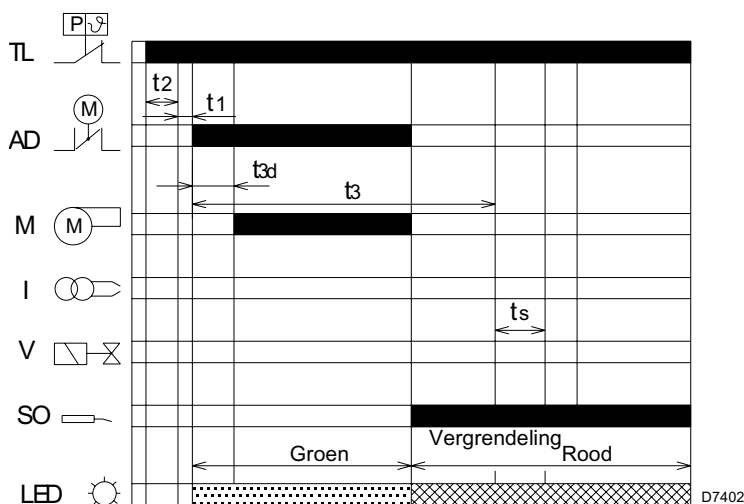 P ϑ
TL
t2
t1
M
AD
t3d
t3
M M
I
ts
V
SO
Vergrendeling
Groen Rood
LED
D7402